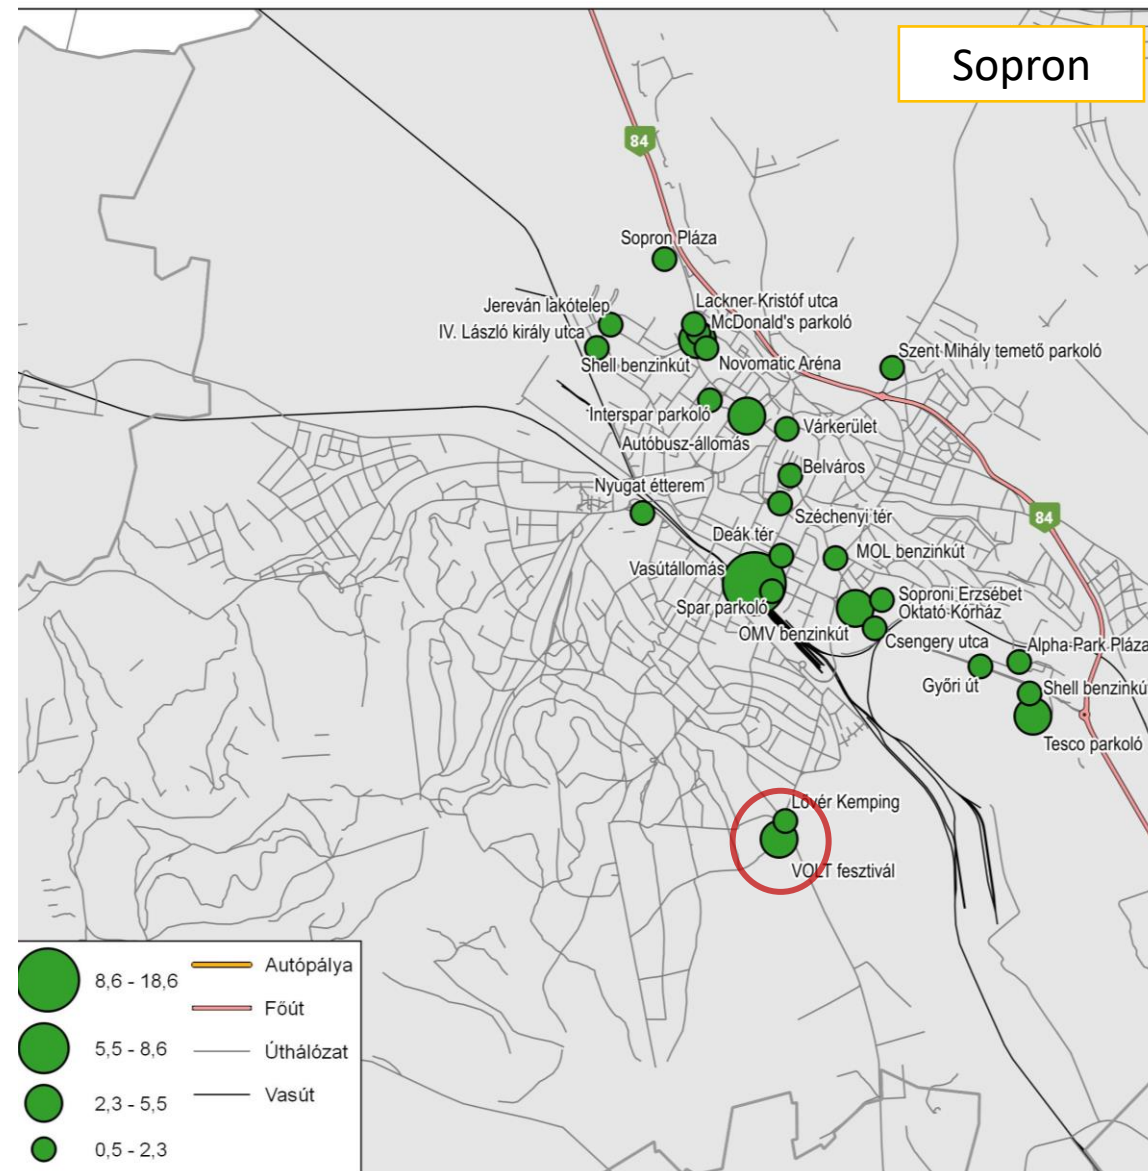 Sopron
84
Sopron Pláza
Lackner Kristóf utca
Jereván lakótelep
McDonald's parkoló
IV. László király utca
Szent Mihály temető parkoló
Shell benzinkút
Novomatic Aréna
Interspar parkoló
Várkerület
Autóbusz-állomás
Belváros
Nyugat étterem
Széchenyi tér
84
Deák tér
MOL benzinkút
Vasútállomás
Soproni Erzsébet
Oktató Kórház
Spar parkoló
OMV benzinkút
Csengery utca
Alpha Park Pláza
Győri út
Shell benzinkú
Tesco parkoló
Lővér Kemping
VOLT fesztivál
8,6 - 18,6
5,5 - 8,6
2,3 - 5,5
0,5 - 2,3
Autópálya
Főút
Úthálózat
Vasút